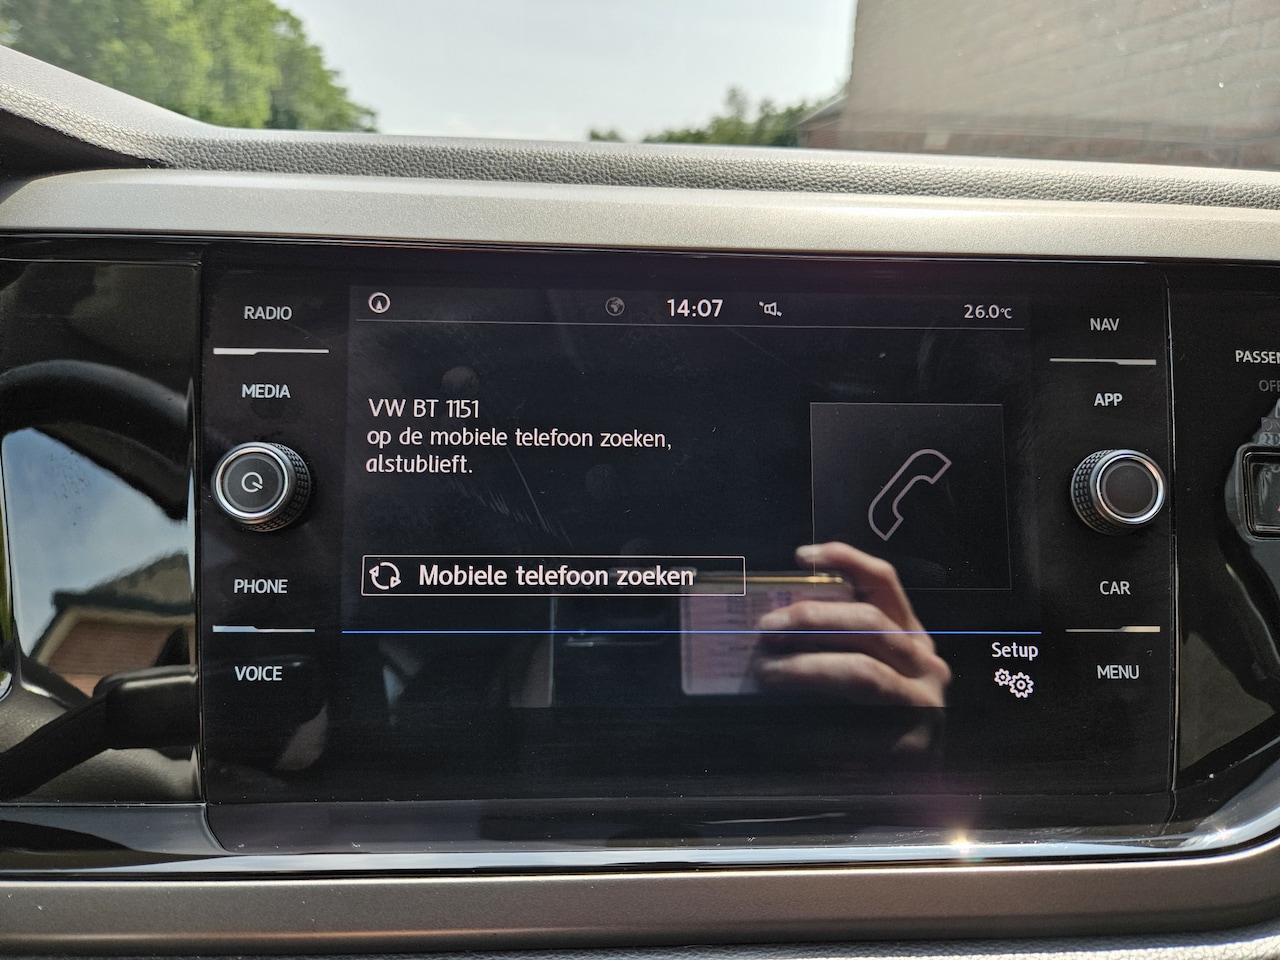 RADIO
MEDIA
PHONE
VOICE
14:07
26.0°C
VW BT 1151
op de mobiele telefoon zoeken,
alstublieft.
Mobiele telefoon zoeken
Setup
NAV
APP
CAR
MENU
PASSEN
OF